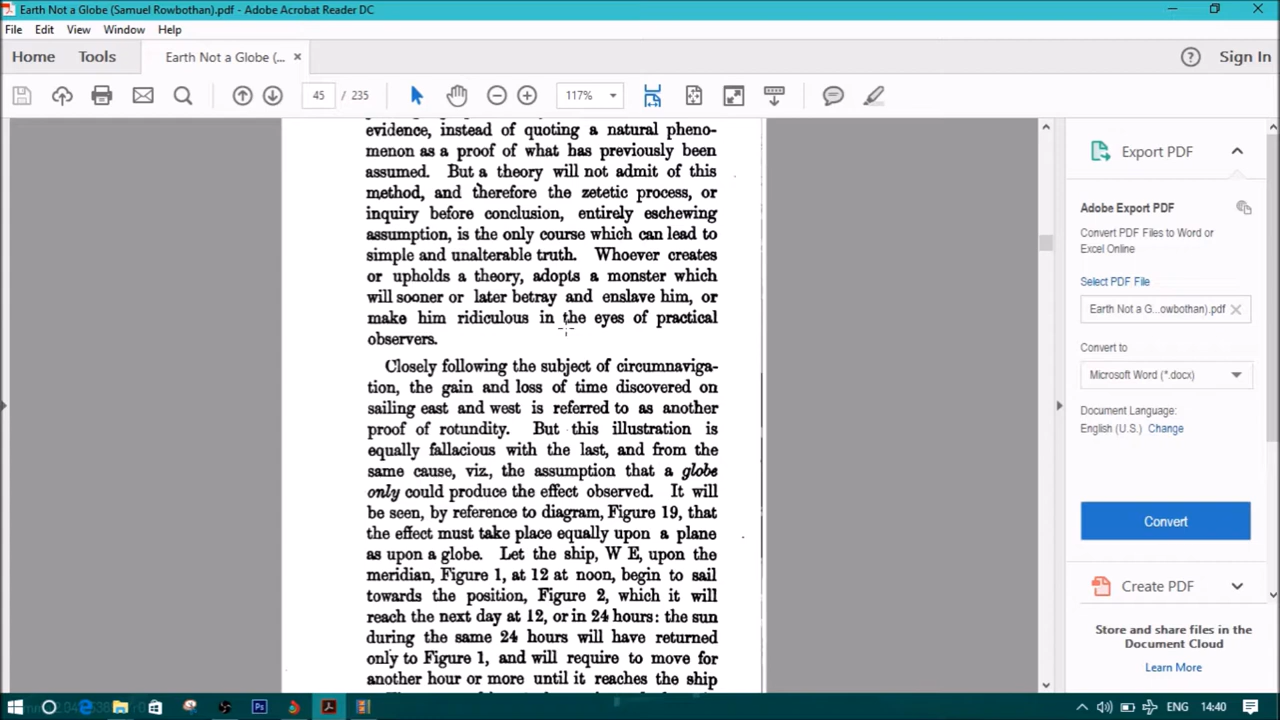 Earth Not a Globe (Samuel Rowbothan).pdf - Adobe Acrobat Reader DC
File Edit View Window Help
Home Tools Earth Not a Globe (... × Sign In
45 / 235 117%
evidence, instead of quoting a natural pheno-
menon as a proof of what has previously been
assumed. But a theory will not admit of this
method, and therefore the zetetic process, or
inquiry before conclusion, entirely eschewing
assumption, is the only course which can lead to
simple and unalterable truth. Whoever creates
or upholds a theory, adopts a monster which
will sooner or later betray and enslave him, or
make him ridiculous in the eyes of practical
observers.
Closely following the subject of circumnaviga-
tion, the gain and loss of time discovered on
sailing east and west is referred to as another
proof of rotundity. But this illustration is
equally fallacious with the last, and from the
same cause, viz., the assumption that a globe
only could produce the effect observed. It will
be seen, by reference to diagram, Figure 19, that
the effect must take place equally upon a plane
as upon a globe. Let the ship, W E, upon the
meridian, Figure 1, at 12 at noon, begin to sail
towards the position, Figure 2, which it will
reach the next day at 12, or in 24 hours: the sun
during the same 24 hours will have returned
only to Figure 1, and will require to move for
another hour or more until it reaches the ship
Export PDF
Adobe Export PDF
Convert PDF Files to Word or
Excel Online
Select PDF File
Earth Not a G...owbothan).pdf ×
Convert to
Microsoft Word (*.docx)
Document Language:
English (U.S.) Change
Convert
Create PDF
Store and share files in the
Document Cloud
Learn More
ENG 14:40